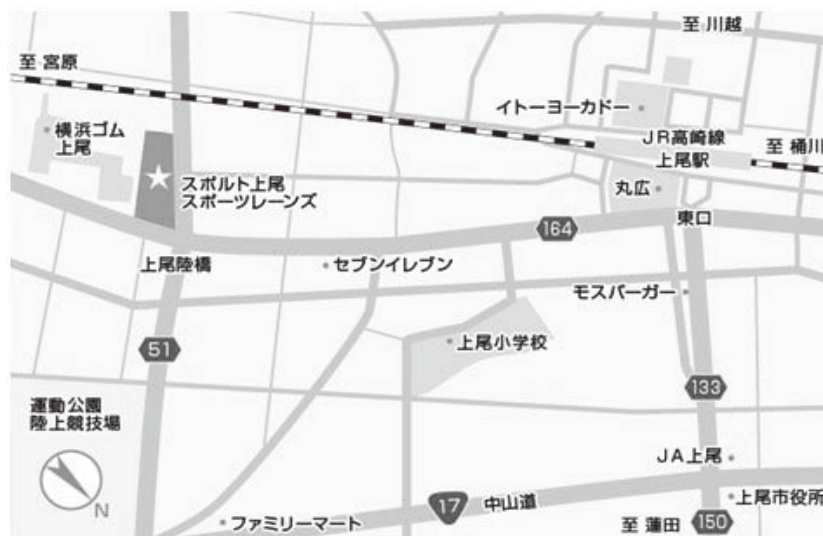 至 川越
至 宮原
イトーヨーカドー
横浜ゴム
上尾
JR高崎線
上尾駅
至 桶川
スポルト上尾
スポーツレーンズ
丸広
東口
164
上尾陸橋
セブンイレブン
モスバーガー
上尾小学校
51
133
運動公園
陸上競技場
JA上尾
N
17
中山道
上尾市役所
ファミリーマート
至 蓮田
150